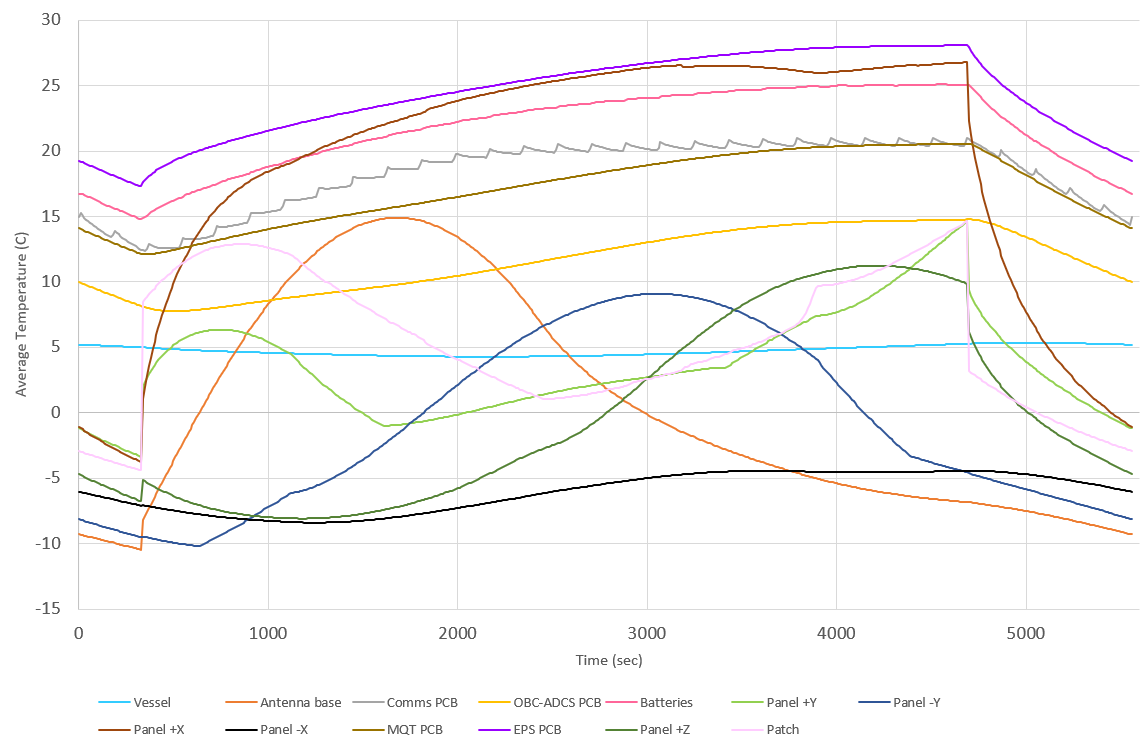 30
25
20
15
10
5
0
-5
-10
-15
Average Temperature (C)
0 1000 2000 3000 4000 5000
Time (sec)
Vessel Antenna base Comms PCB OBC-ADCS PCB Batteries Panel +Y Panel -Y
Panel +X Panel -X MQT PCB EPS PCB Panel +Z Patch